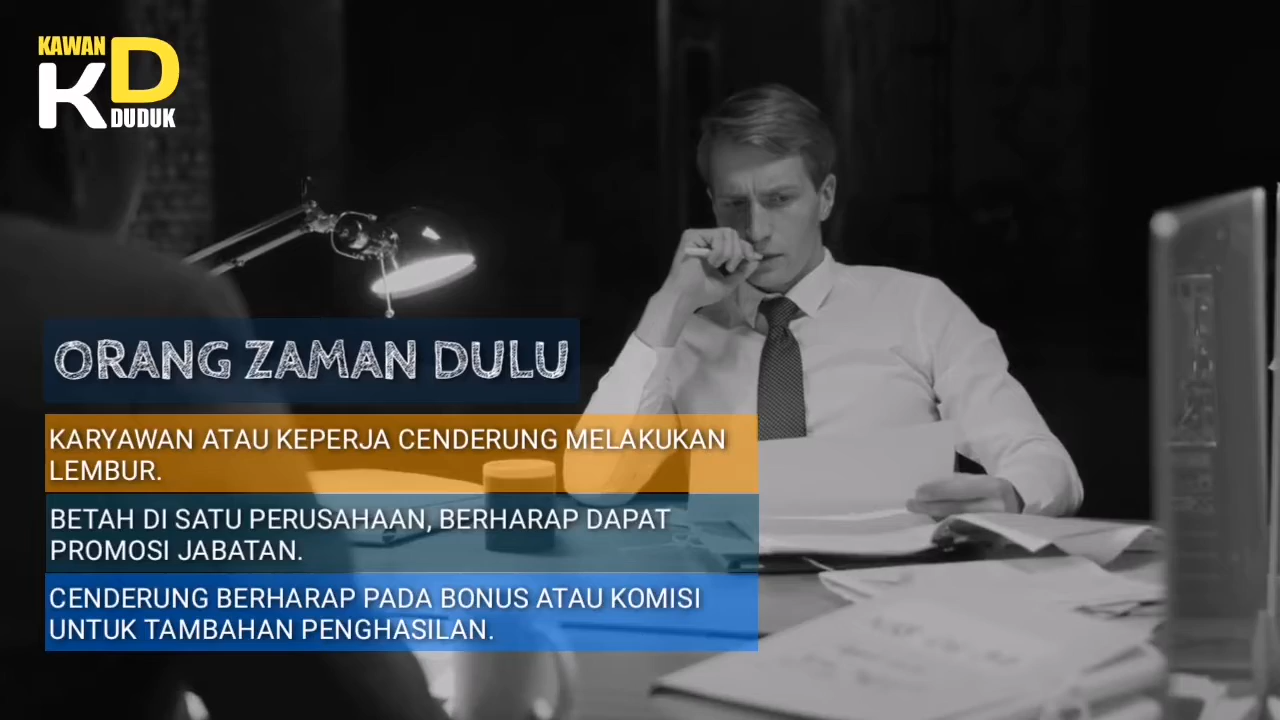 KAWAN
KD
DUDUK
ORANG ZAMAN DULU
KARYAWAN ATAU KEPERJA CENDERUNG MELAKUKAN
LEMBUR.
BETAH DI SATU PERUSAHAAN, BERHARAP DAPAT
PROMOSI JABATAN.
CENDERUNG BERHARAP PADA BONUS ATAU KOMISI
UNTUK TAMBAHAN PENGHASILAN.